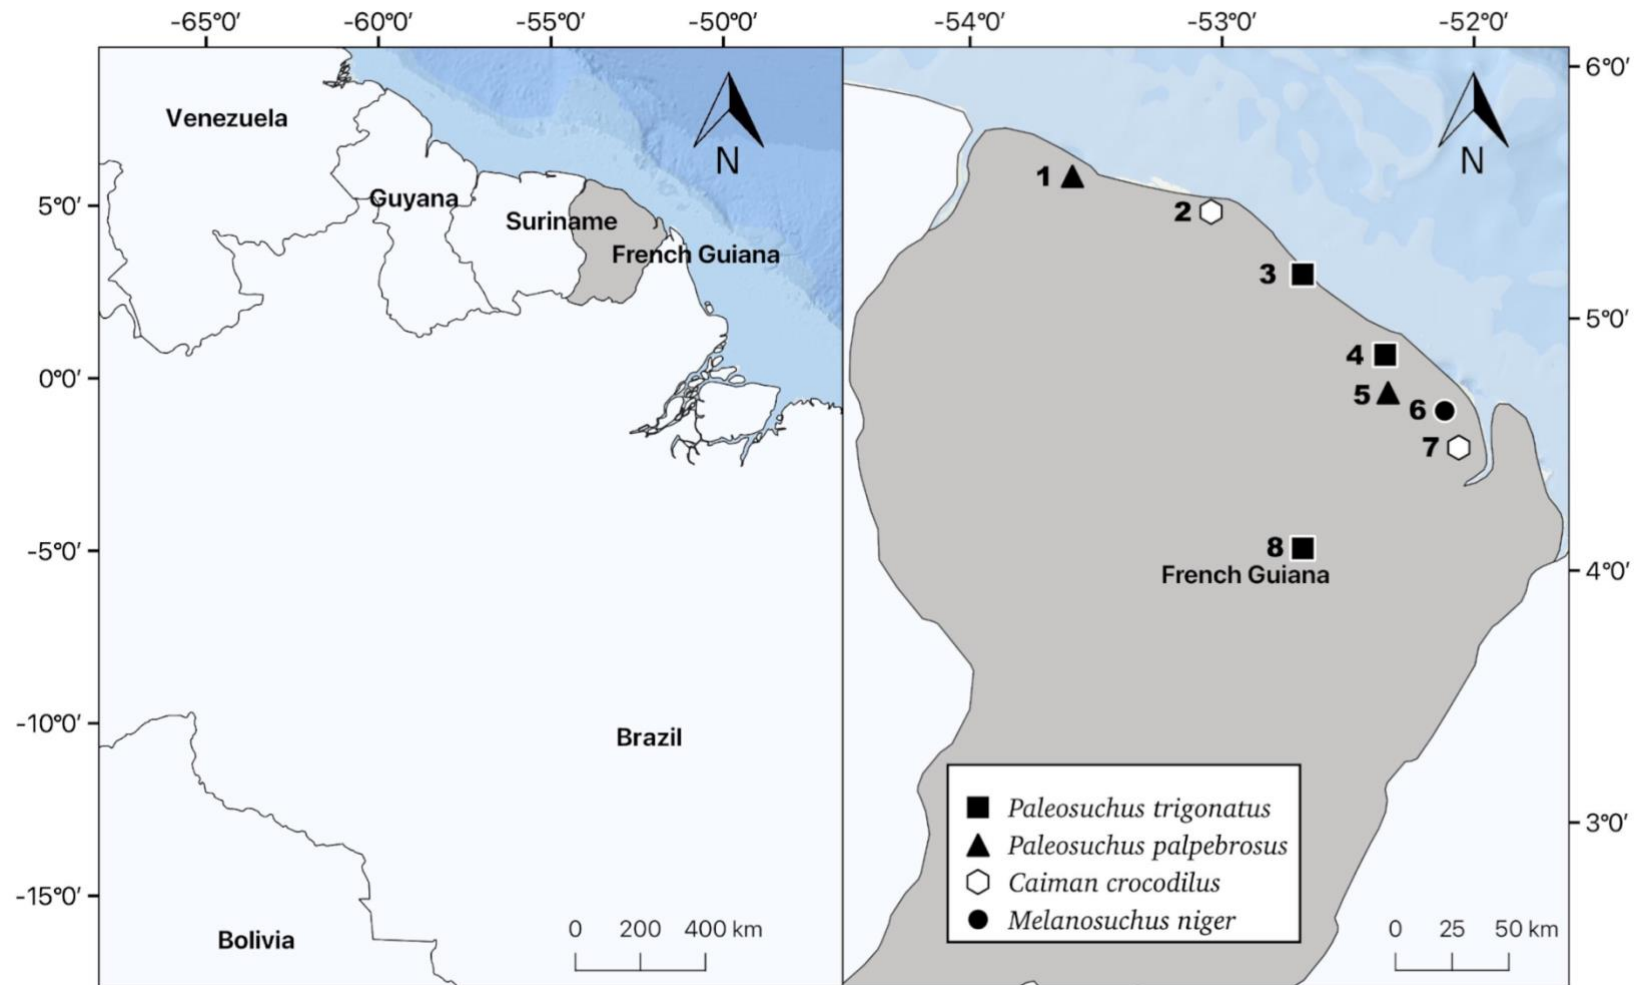 -65°0′ -60°0′ -55°0′ -50°0′ -54°0′ -53°0′ -52°0′
6°0′
Venezuela
N
N
1
Guyana
5°0′
2
Suriname
French Guiana
3
5°0′
4
0°0′
5
6
7
-5°0′
8
4°0′
French Guiana
-10°0′
Brazil
Paleosuchus trigonatus
3°0′
Paleosuchus palpebrosus
Caiman crocodilus
-15°0′
Melanosuchus niger
Bolivia
0 200 400 km
0 25 50 km